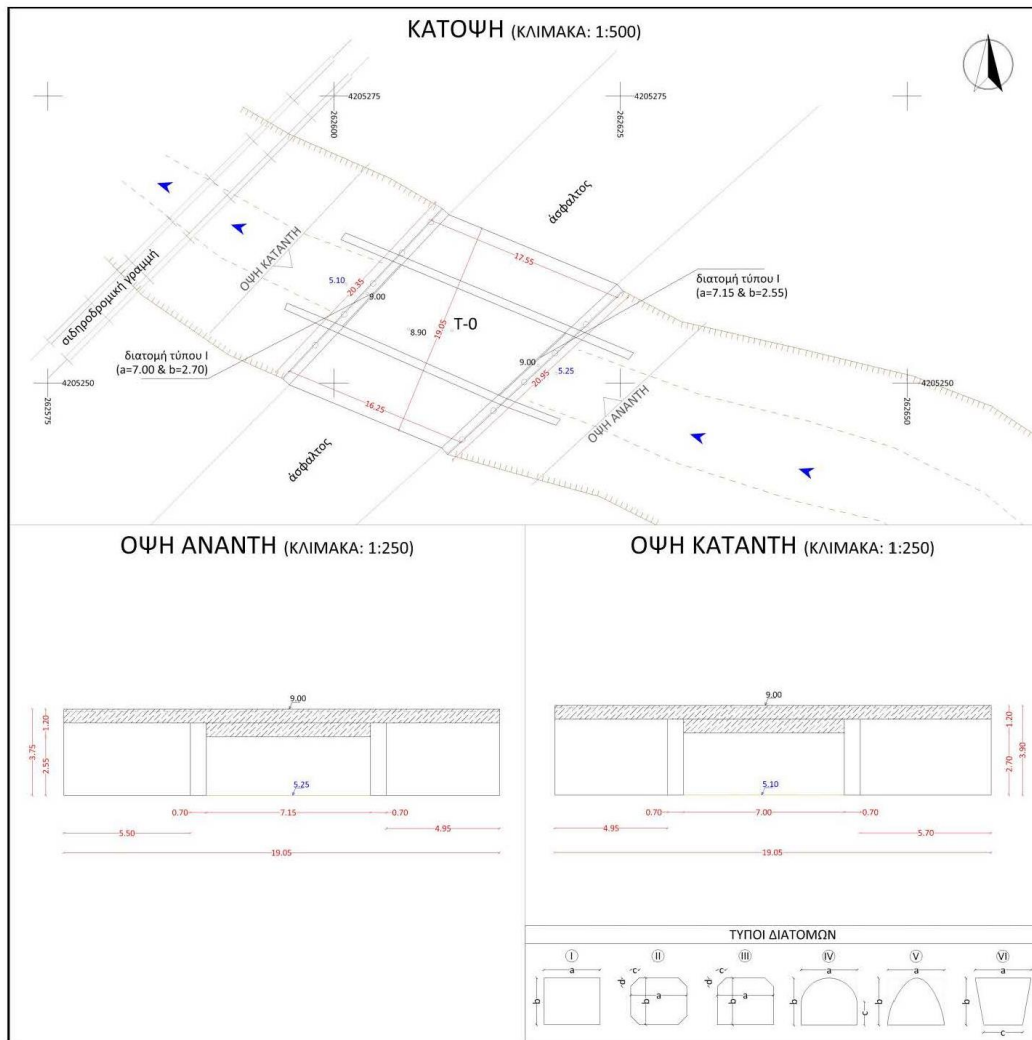 ΚΑΤΟΨΗ (ΚΛΙΜΑΚΑ: 1:500)
4205275
4205275
262600
262625
άσφαλτος
ΟΨΗ ΚΑΤΑΝΤΗ
σιδηροδρομική γραμμή
17.55
5.10
20.35
9.00
19.05
T-0
8.90
διατομή τύπου Ι
(a=7.15 & b=2.55)
διατομή τύπου Ι
(a=7.00 & b=2.70)
9.00
20.95
5.25
4205250
4205250
262575
262650
16.25
ΟΨΗ ΑΝΑΝΤΗ
άσφαλτος
ΟΨΗ ΑΝΑΝΤΗ (ΚΛΙΜΑΚΑ: 1:250)
9.00
3.75
1.20
2.55
5.25
0.70
7.15
0.70
5.50
4.95
19.05
ΟΨΗ ΚΑΤΑΝΤΗ (ΚΛΙΜΑΚΑ: 1:250)
9.00
1.20
2.70
3.90
5.10
0.70
7.00
0.70
4.95
5.70
19.05
ΤΥΠΟΙ ΔΙΑΤΟΜΩΝ
I II III IV V VI
a c c a a a
d b a d b a
b b c b b
c